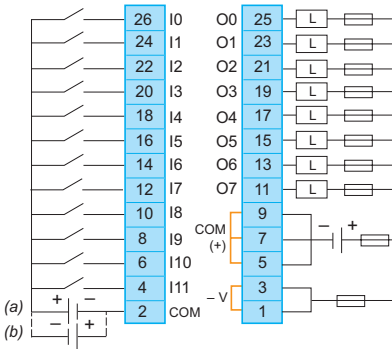 26 I0 O0 25 L
24 I1 O1 23 L
22 I2 O2 21 L
20 I3 O3 19 L
18 I4 O4 17 L
16 I5 O5 15 L
14 I6 O6 13 L
12 I7 O7 11 L
10 I8 9
COM (+) − +
8 I9 7
6 I10 5
4 I11 3
(a) + − − V
2 COM 1
(b) − +